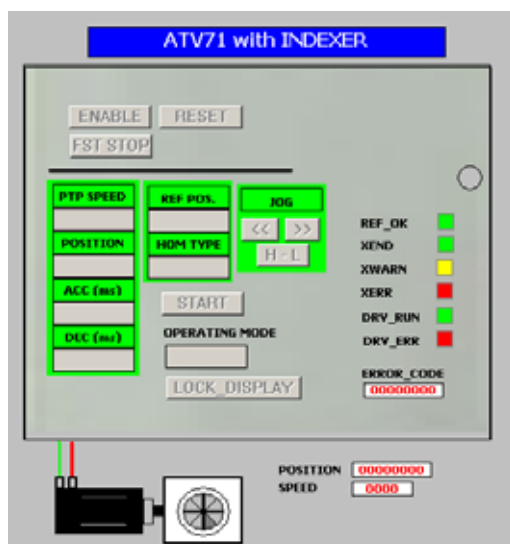 ATV71 with INDEXER
ENABLE RESET
FST STOP
PTP SPEED
POSITION
ACC (ms)
DEC (ms)
REF POS.
HOM TYPE
JOG
<< >>
H - L
START
OPERATING MODE
LOCK_DISPLAY
REF_OK
XEND
XWARN
XERR
DRV_RUN
DRV_ERR
ERROR_CODE
00000000
POSITION 00000000
SPEED 0000